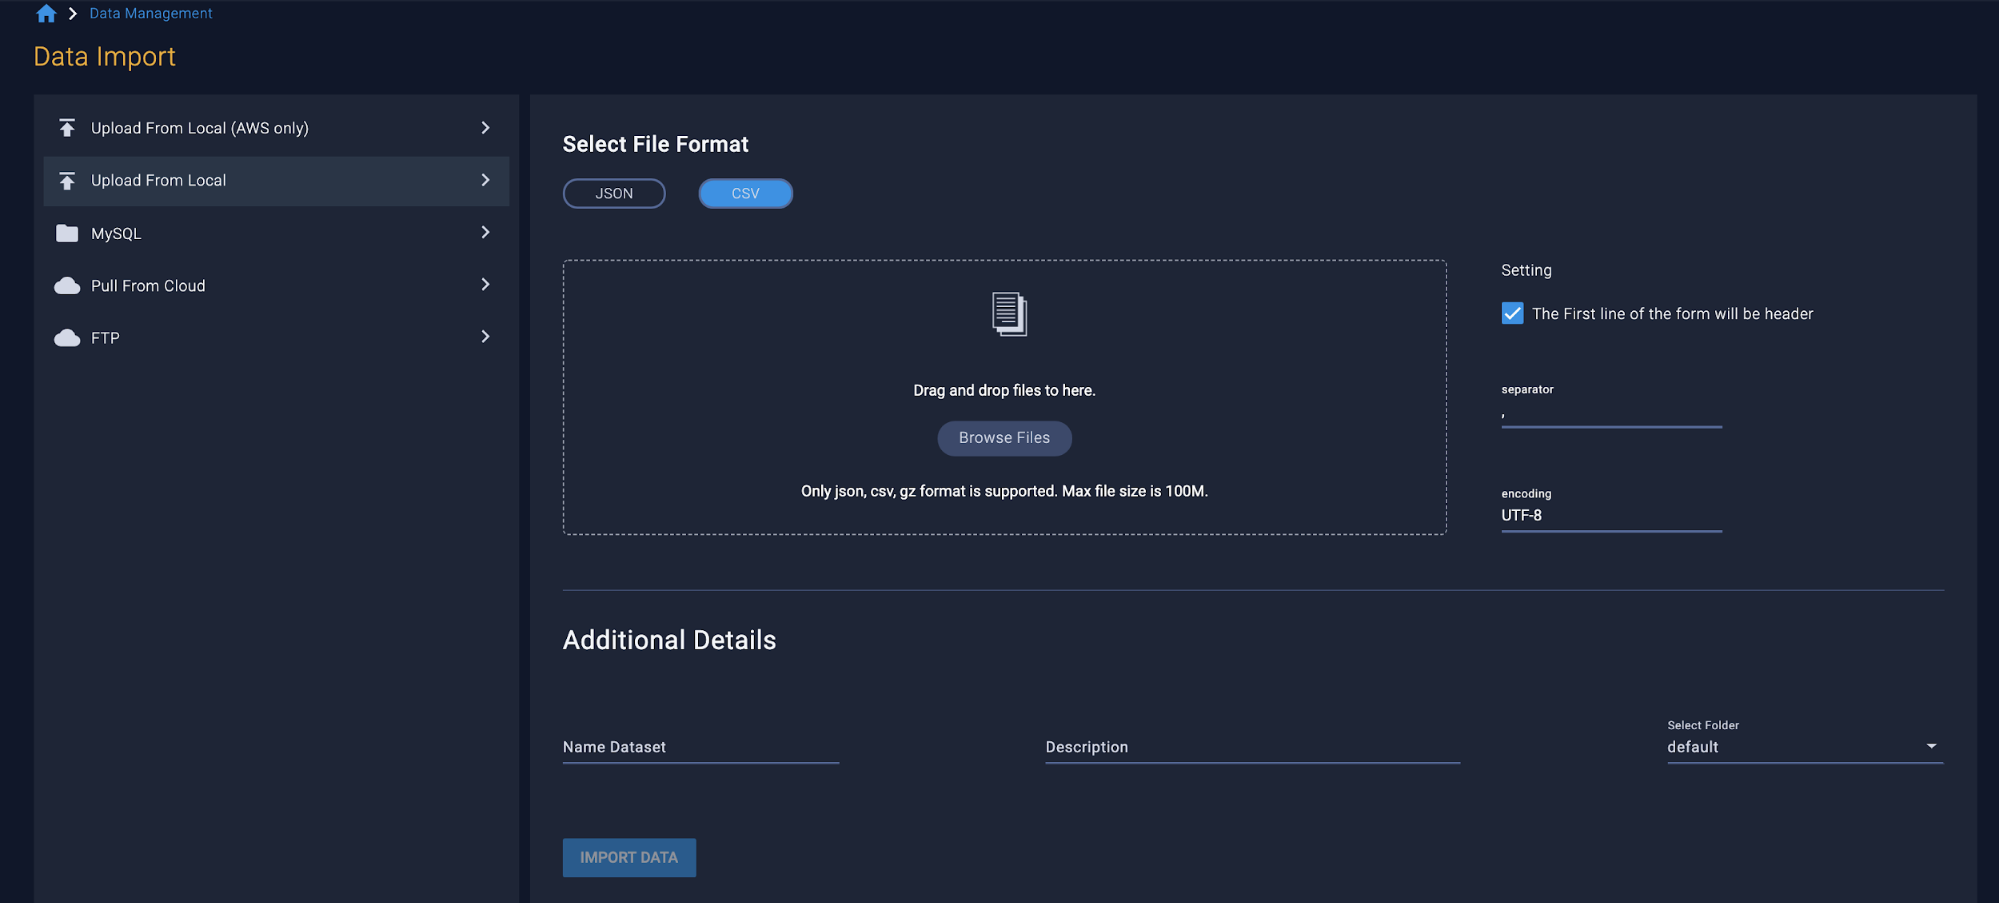 Data Management
Data Import
Upload From Local (AWS only)
Upload From Local
MySQL
Pull From Cloud
FTP
Select File Format
JSON
CSV
Drag and drop files to here.
Browse Files
Only json, csv, gz format is supported. Max file size is 100M.
Setting
The First line of the form will be header
separator
,
encoding
UTF-8
Additional Details
Name Dataset
Description
Select Folder
default
IMPORT DATA